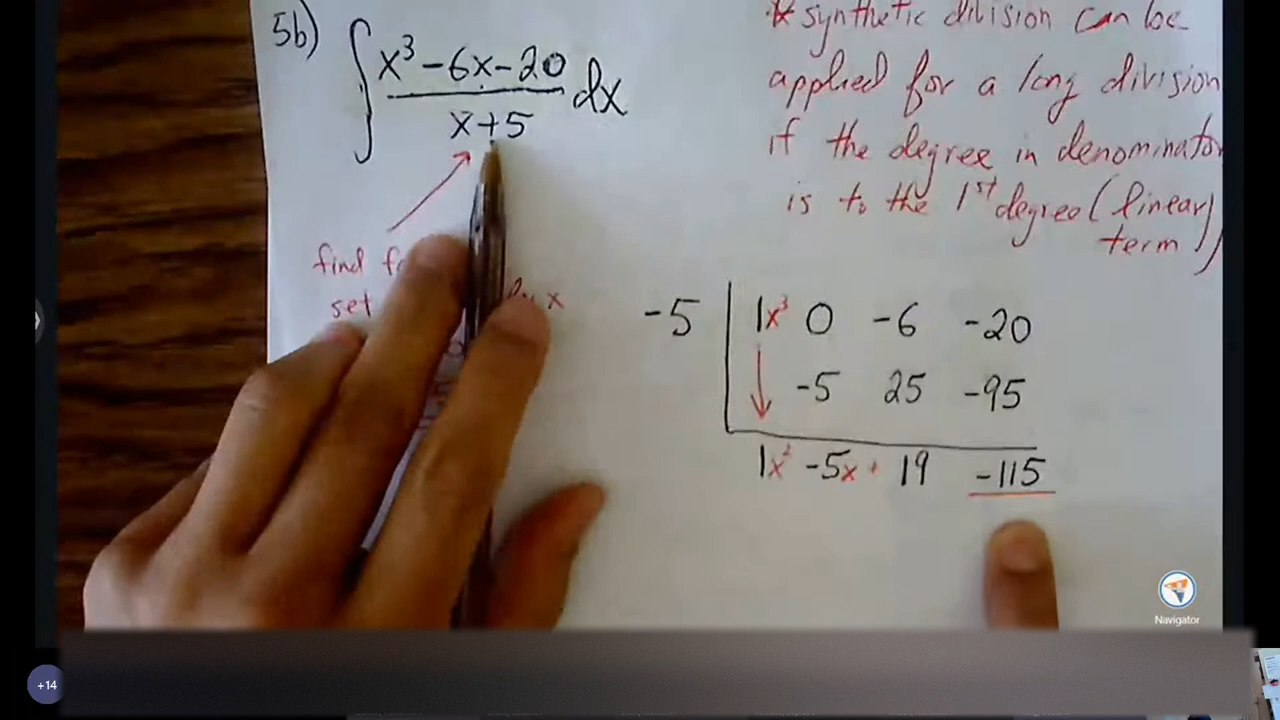 5b) ∫ x³ - 6x - 20 / x + 5 dx
* synthetic division can be
applied for a long division
if the degree in denominator
is to the 1st degree (linear
term)
find
set x
-5 | 1x³ 0 -6 -20
-5 25 -95
1x² -5x + 19 -115
Navigator
+14